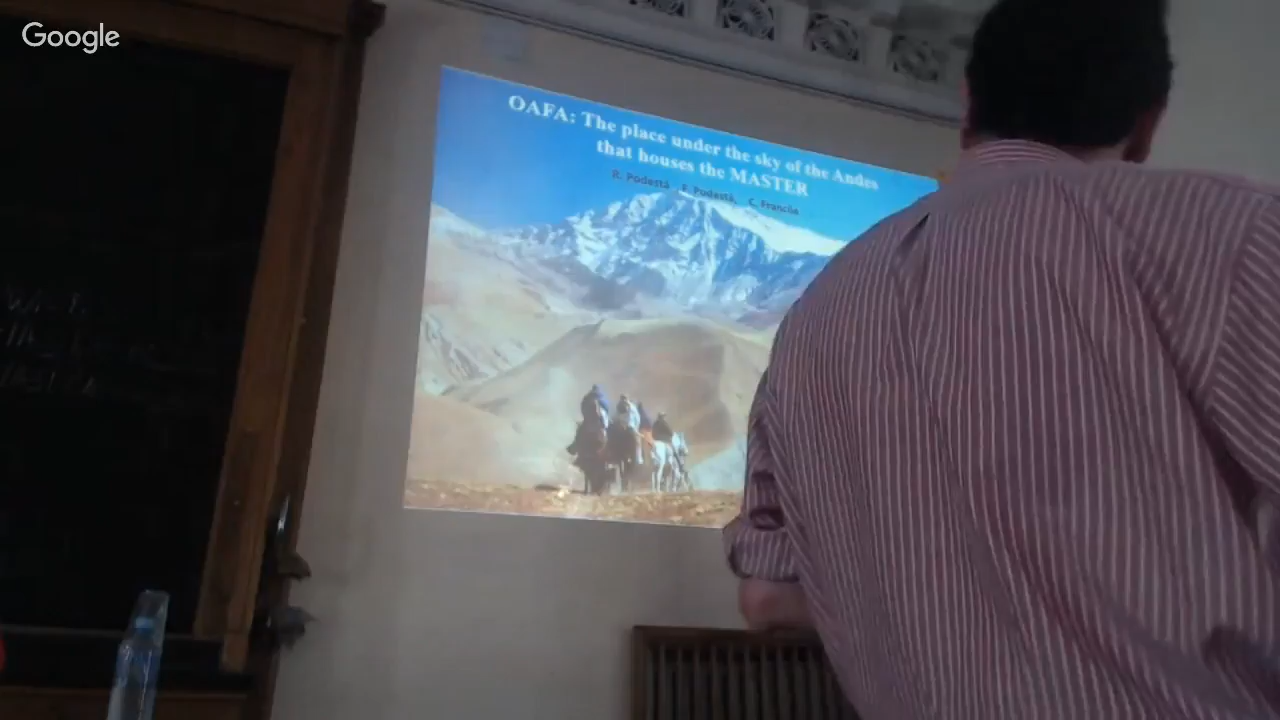 Google
OAFA: The place under the sky of the Andes
that houses the MASTER
R. Podestá F. Podestá, C. Francile